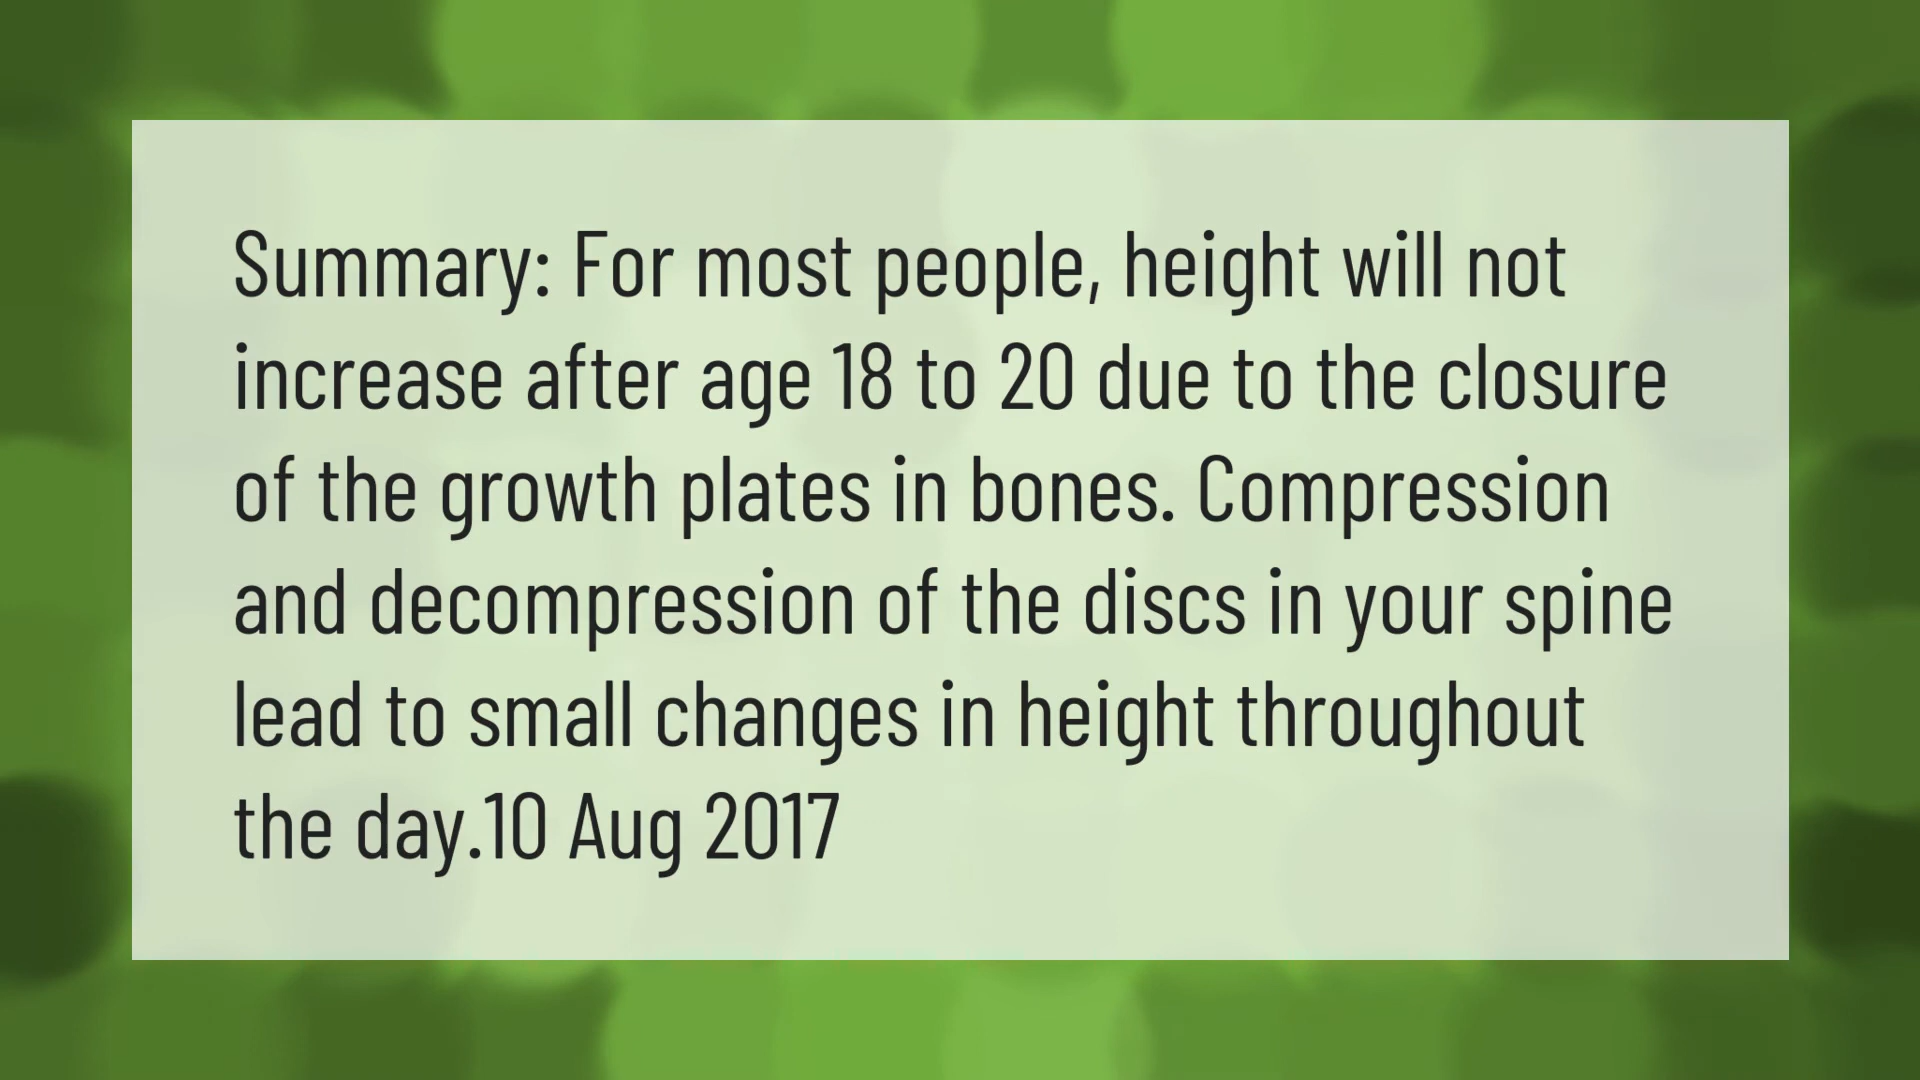 Summary: For most people, height will not
increase after age 18 to 20 due to the closure
of the growth plates in bones. Compression
and decompression of the discs in your spine
lead to small changes in height throughout
the day.10 Aug 2017